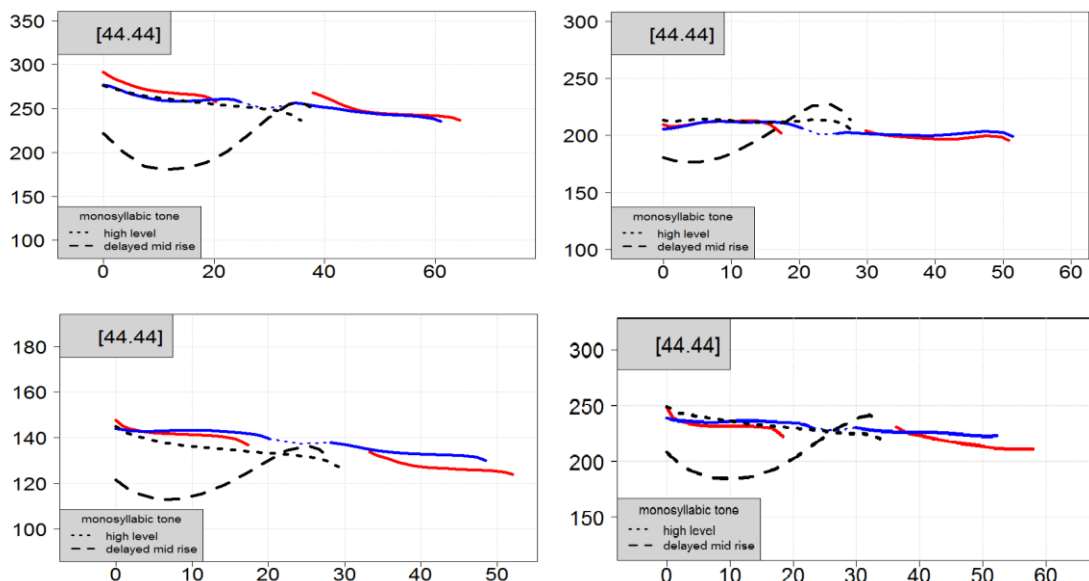 350
300
250
200
150
100
[44.44]
monosyllabic tone
high level
delayed mid rise
0 20 40 60
300
250
200
150
100
[44.44]
monosyllabic tone
high level
delayed mid rise
0 10 20 30 40 50 60
180
160
140
120
100
[44.44]
monosyllabic tone
high level
delayed mid rise
0 10 20 30 40 50
300
250
200
150
[44.44]
monosyllabic tone
high level
delayed mid rise
0 10 20 30 40 50 60